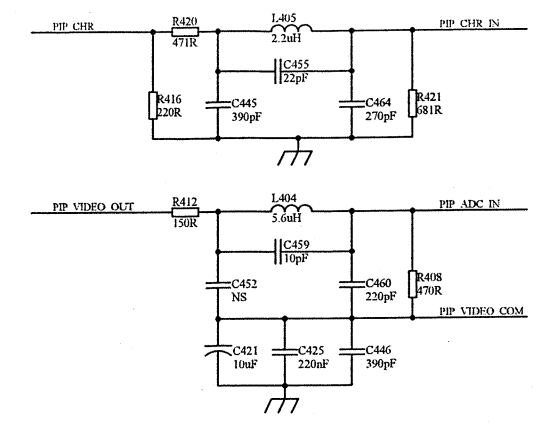 PIP CHR
R420
471R
L405
2.2uH
PIP CHR IN
C455
22pF
R416
220R
C445
390pF
C464
270pF
R421
681R
PIP VIDEO OUT
R412
150R
L404
5.6uH
PIP ADC IN
C459
10pF
C452
NS
C460
220pF
R408
470R
PIP VIDEO COM
C421
10uF
C425
220nF
C446
390pF